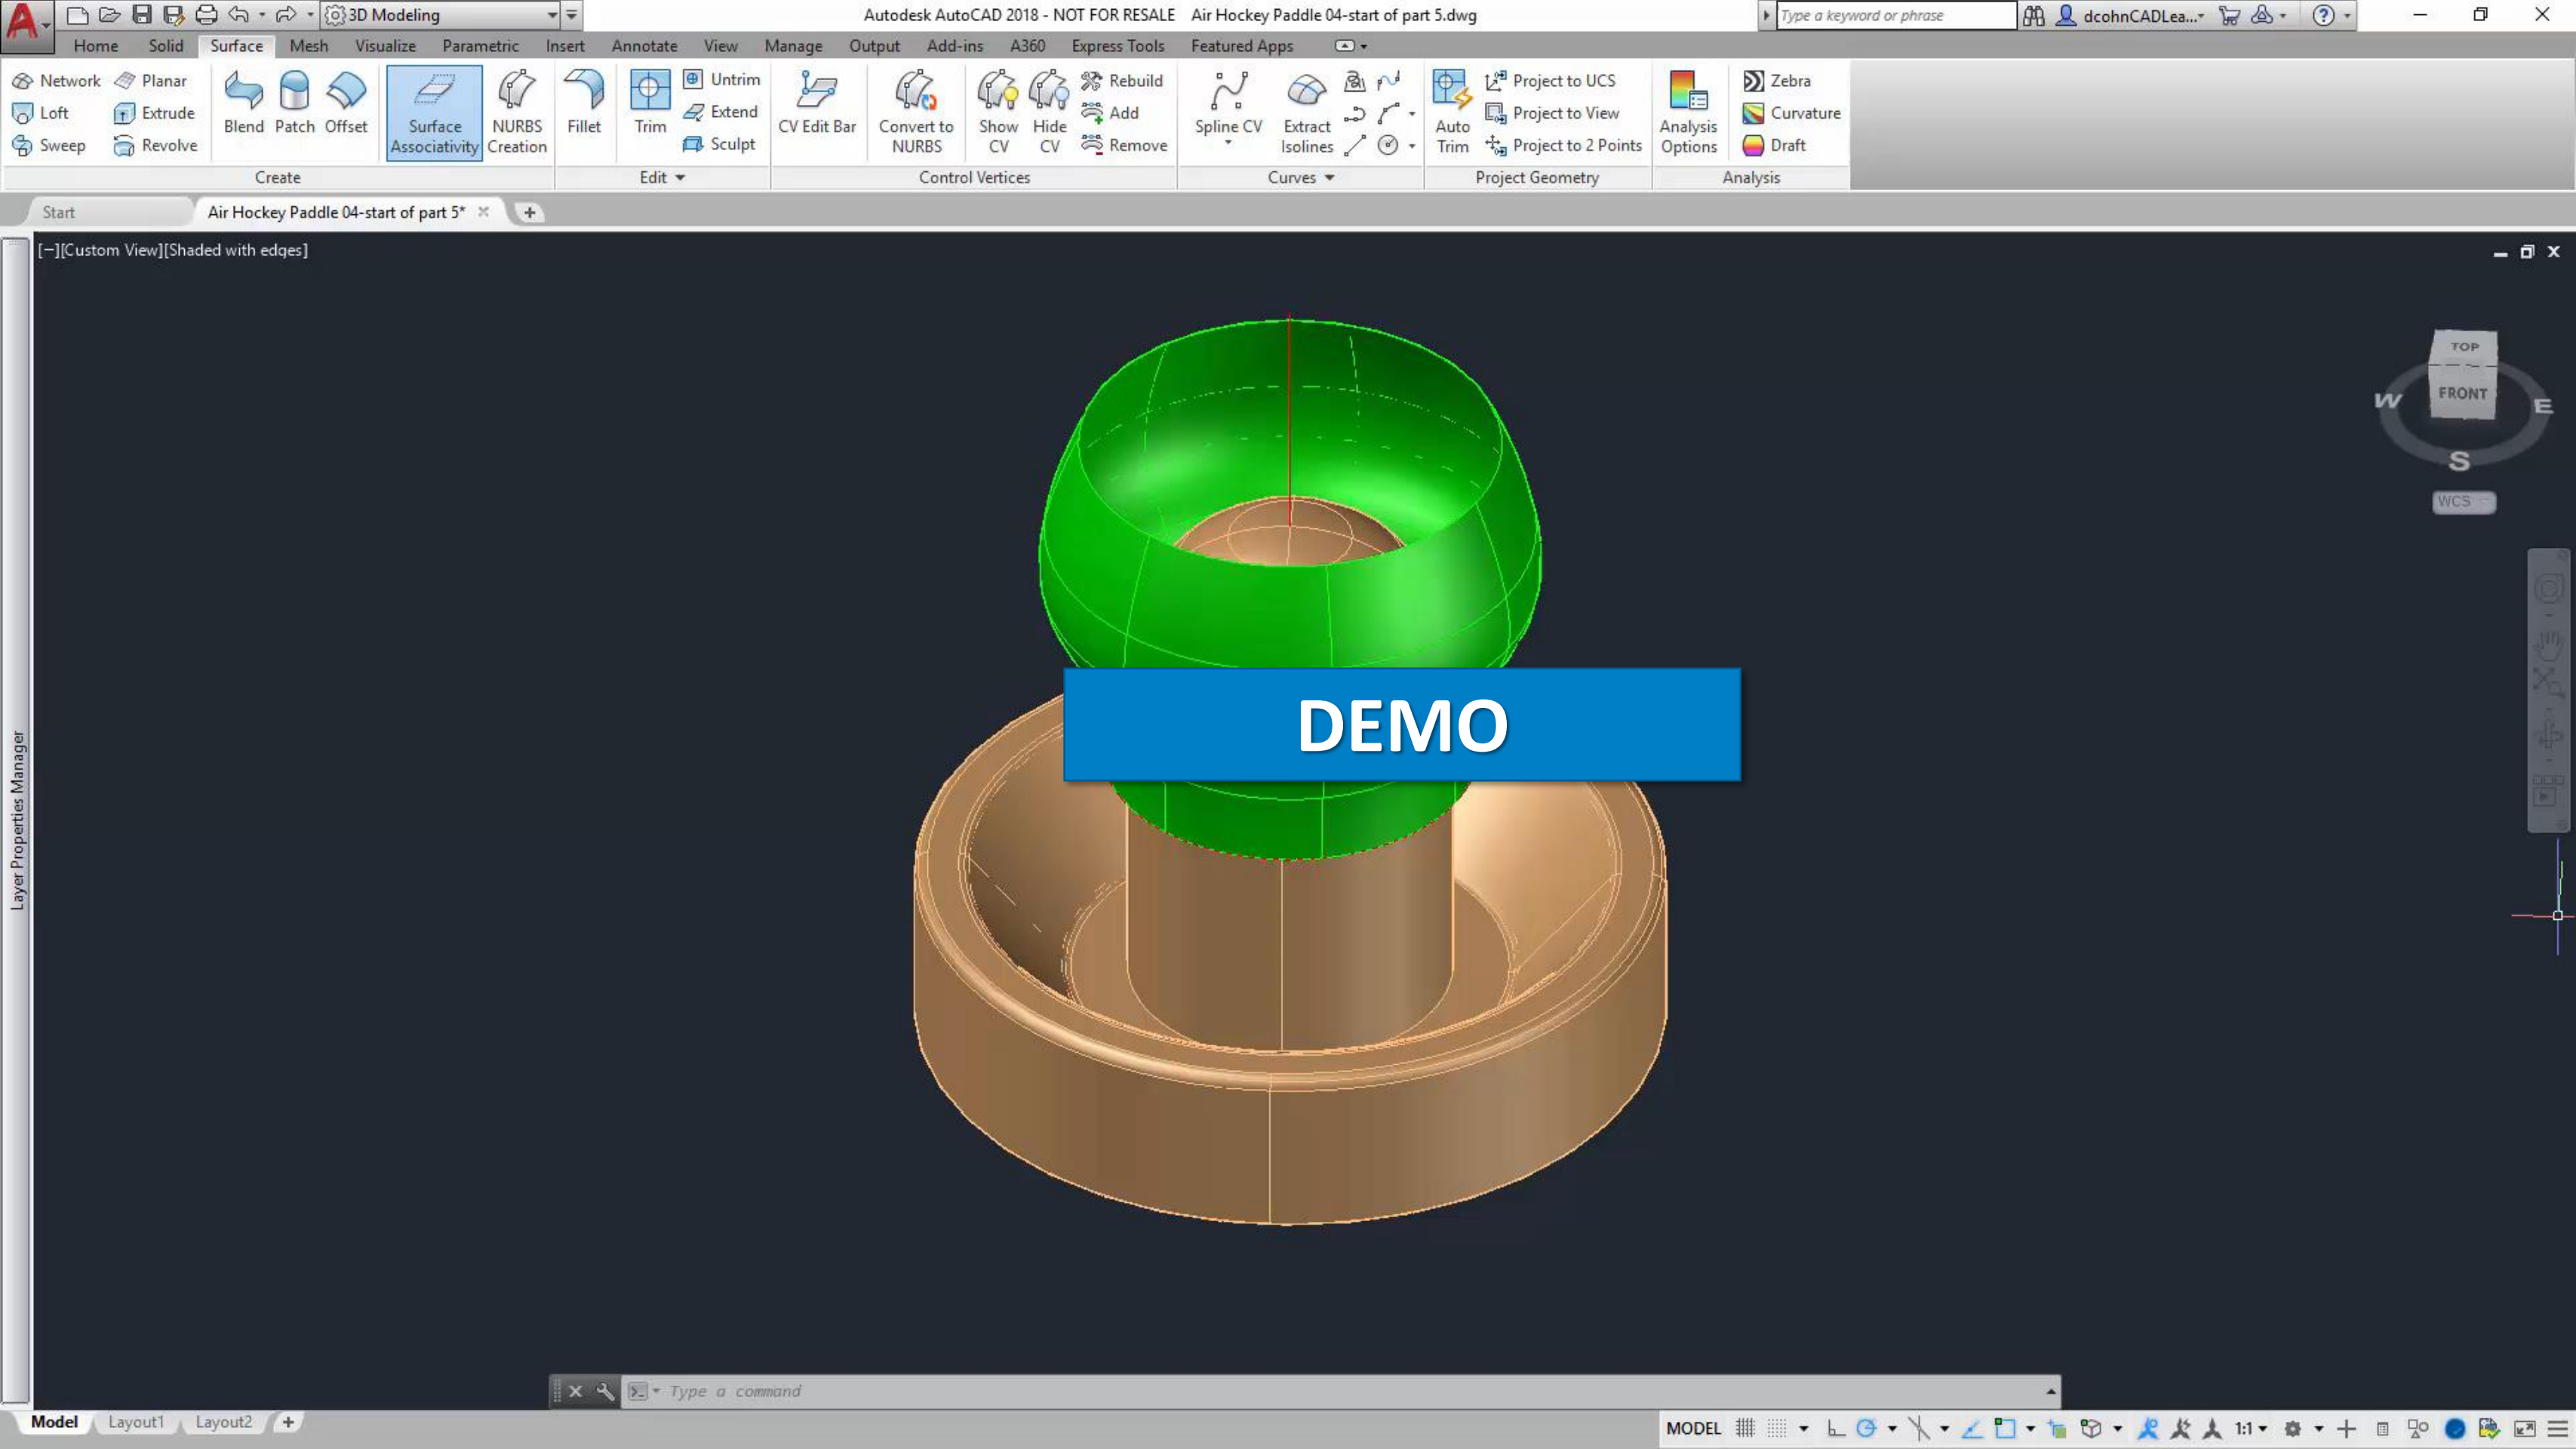 3D Modeling
Autodesk AutoCAD 2018 - NOT FOR RESALE Air Hockey Paddle 04-start of part 5.dwg
Type a keyword or phrase
dcohnCADLea...
Home Solid Surface Mesh Visualize Parametric Insert Annotate View Manage Output Add-ins A360 Express Tools Featured Apps
Network Planar
Loft Extrude
Sweep Revolve
Blend Patch Offset
Surface Associativity
NURBS Creation
Fillet
Trim
Untrim
Extend
Sculpt
CV Edit Bar
Convert to NURBS
Show CV
Hide CV
Rebuild
Add
Remove
Spline CV
Extract Isolines
Auto Trim
Project to UCS
Project to View
Project to 2 Points
Analysis Options
Zebra
Curvature
Draft
Create Edit Control Vertices Curves Project Geometry Analysis
Start Air Hockey Paddle 04-start of part 5*
[−][Custom View][Shaded with edges]
TOP
FRONT
W E
S
WCS
DEMO
Layer Properties Manager
Type a command
Model Layout1 Layout2
MODEL 1:1